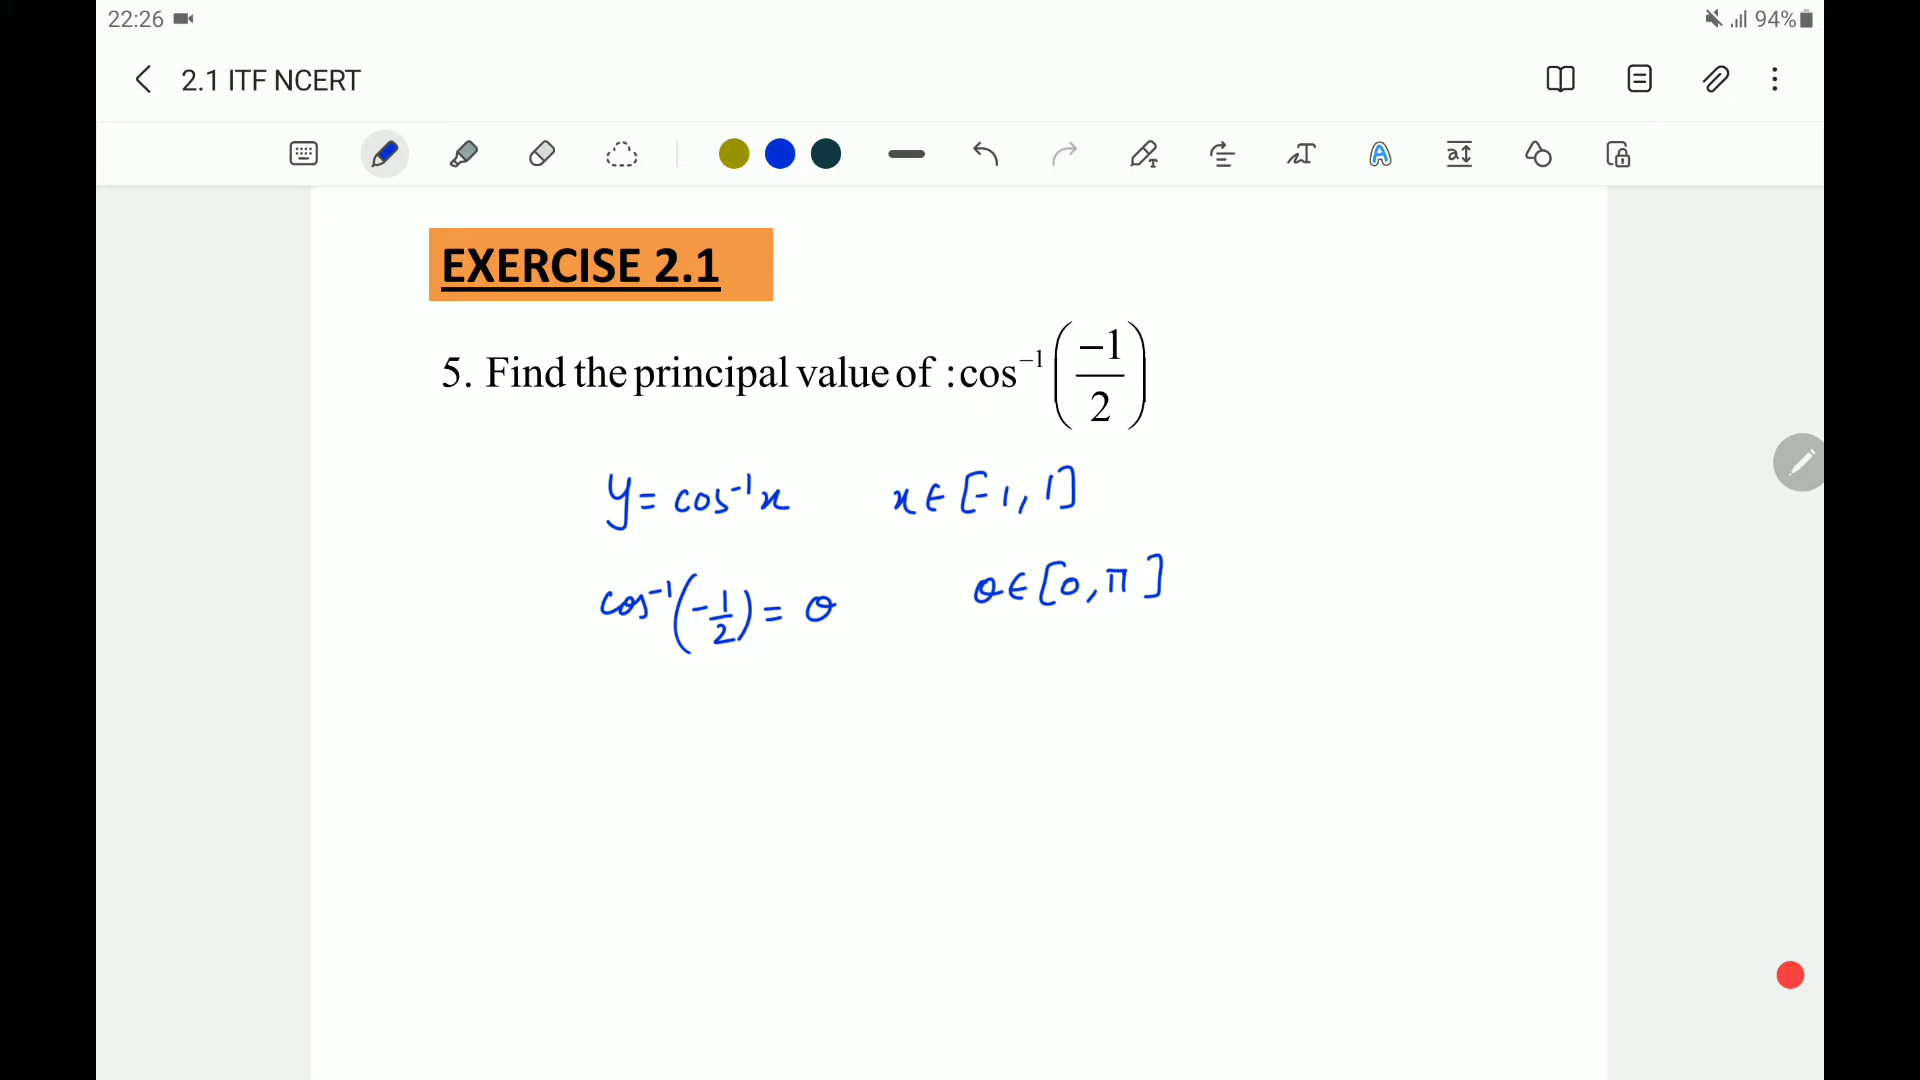 22:26 94%
2.1 ITF NCERT
EXERCISE 2.1
5. Find the principal value of : cos⁻¹(−1/2)
y = cos⁻¹x x ∈ [-1, 1]
cos⁻¹(-1/2) = θ θ ∈ [0, π]